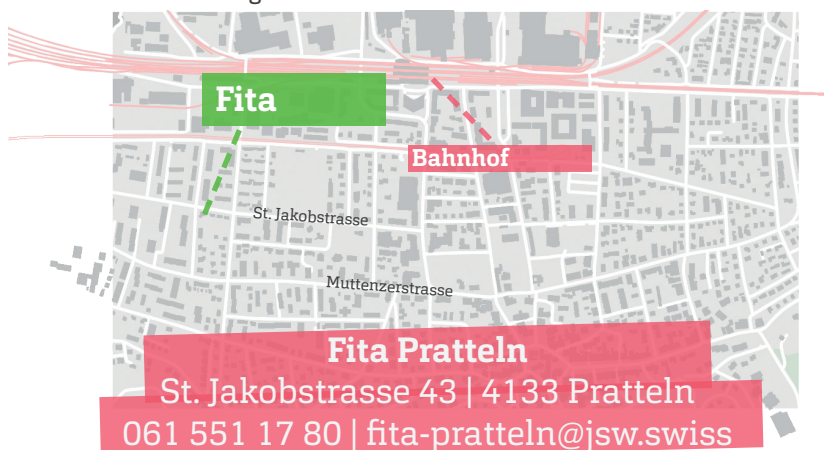 Fita
Bahnhof
St. Jakobstrasse
Muttenzerstrasse
Fita Pratteln
St. Jakobstrasse 43 | 4133 Pratteln
061 551 17 80 | fita-pratteln@jsw.swiss